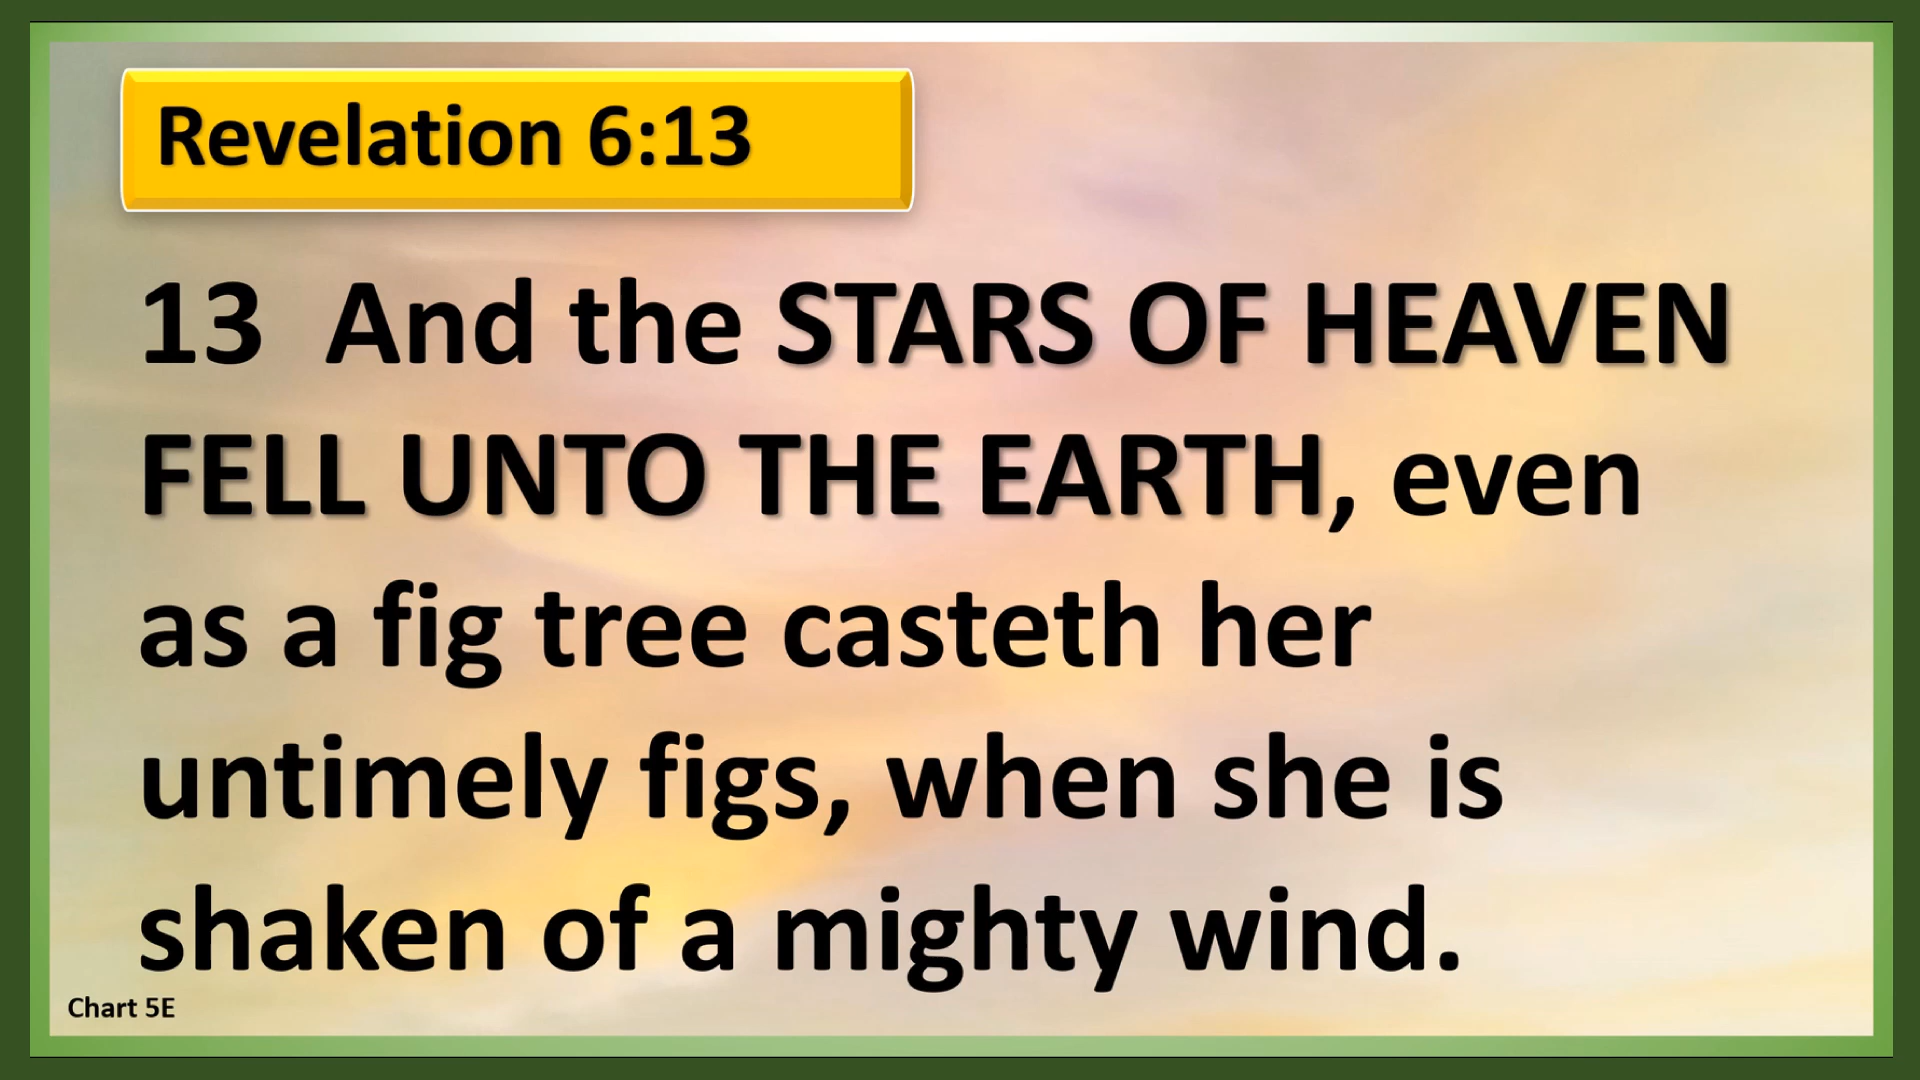 Revelation 6:13
13  And the STARS OF HEAVEN
FELL UNTO THE EARTH, even
as a fig tree casteth her
untimely figs, when she is
shaken of a mighty wind.
Chart 5E